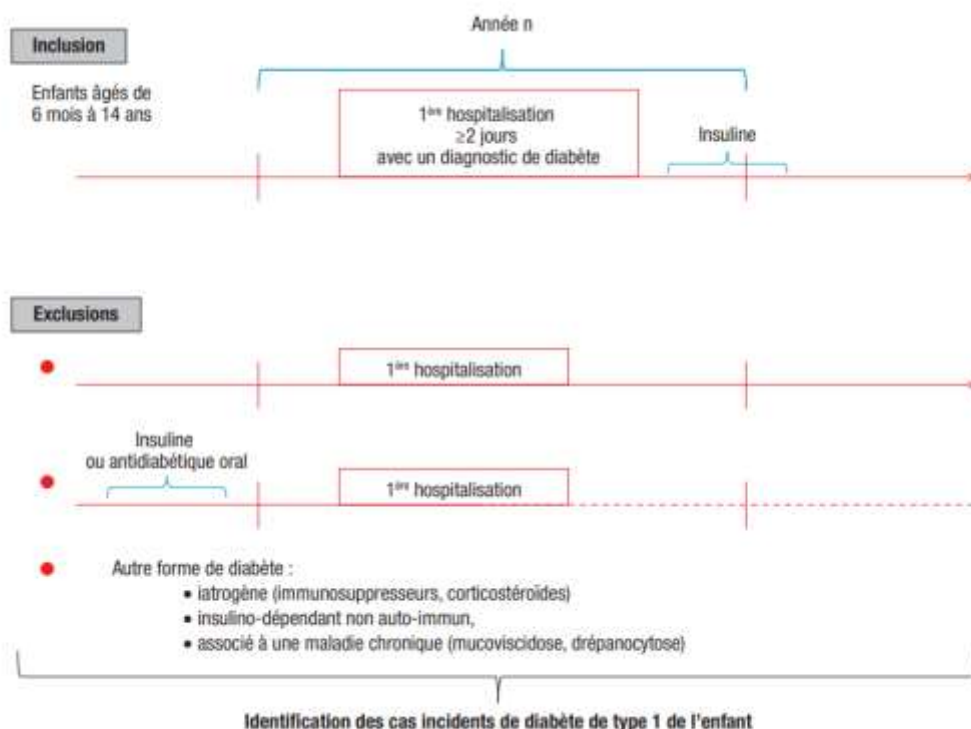 Année n
Inclusion
Enfants âgés de
6 mois à 14 ans
1ère hospitalisation
≥2 jours
avec un diagnostic de diabète
Insuline
Exclusions
1ère hospitalisation
Insuline
ou antidiabétique oral
1ère hospitalisation
Autre forme de diabète :
• iatrogène (immunosuppresseurs, corticostéroïdes)
• insulino-dépendant non auto-immun,
• associé à une maladie chronique (mucoviscidose, drépanocytose)
Identification des cas incidents de diabète de type 1 de l'enfant